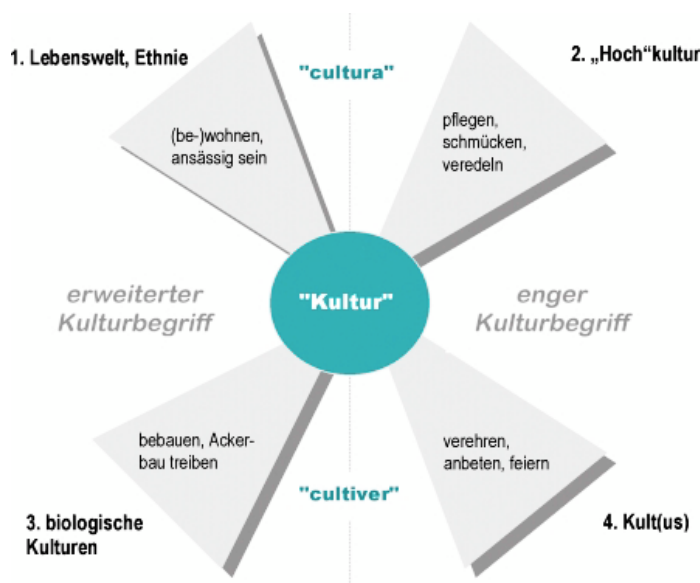 1. Lebenswelt, Ethnie
"cultura"
2. „Hoch“kultur
(be-)wohnen,
ansässig sein
pflegen,
schmücken,
veredeln
erweiterter
Kulturbegriff
"Kultur"
enger
Kulturbegriff
bebauen, Acker-
bau treiben
verehren,
anbeten, feiern
"cultiver"
3. biologische
Kulturen
4. Kult(us)